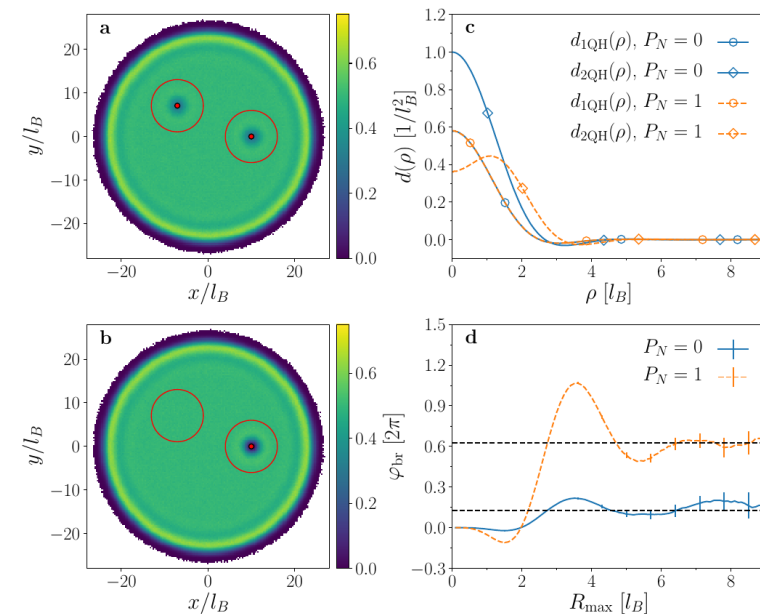 a
20
10
0
−10
−20
y/l_B
−20
0
20
x/l_B
0.6
0.4
0.2
0.0
c
1.2
1.0
0.8
0.6
0.4
0.2
0.0
d(ρ) [1/l_B^2]
0
2
4
6
8
ρ [l_B]
d_1QH(ρ), P_N = 0
d_2QH(ρ), P_N = 0
d_1QH(ρ), P_N = 1
d_2QH(ρ), P_N = 1
b
20
10
0
−10
−20
y/l_B
−20
0
20
x/l_B
0.6
0.4
0.2
0.0
d
1.5
1.2
0.9
0.6
0.3
0.0
−0.3
φ_br [2π]
0
2
4
6
8
R_max [l_B]
P_N = 0
P_N = 1